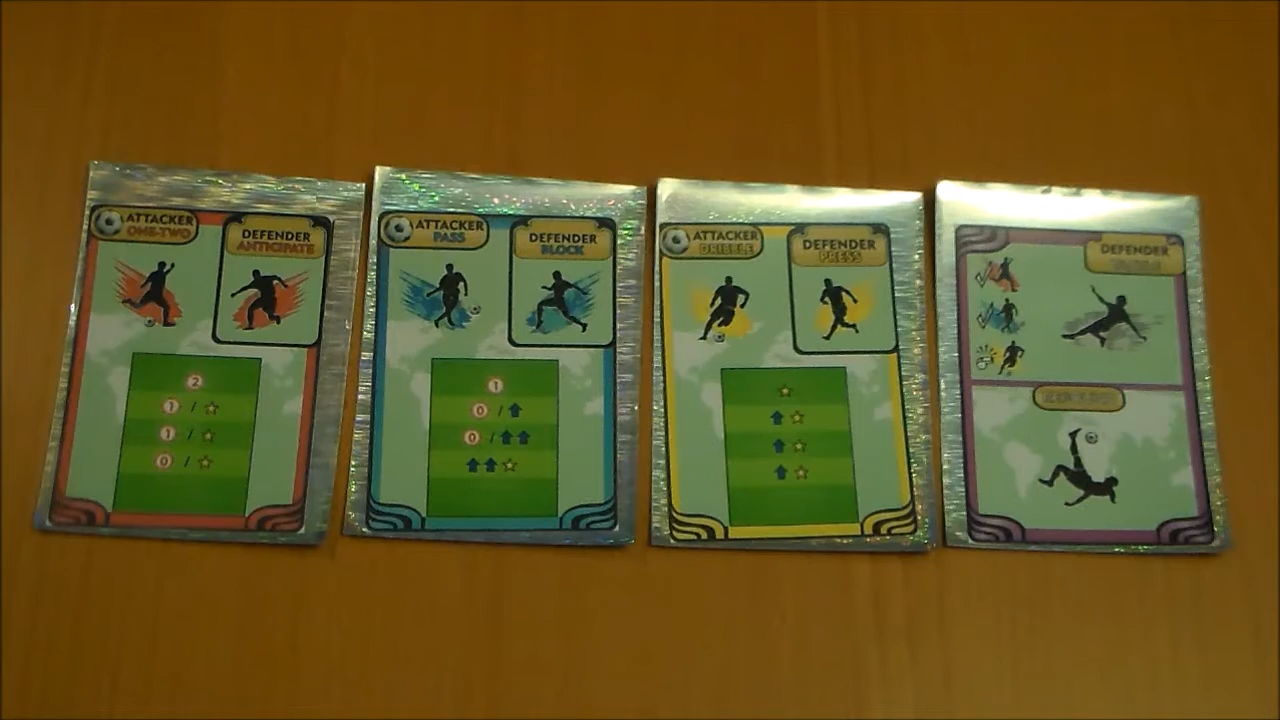 ATTACKER
ONE-TWO
DEFENDER
ANTICIPATE
2
1 /
1 /
0 /
ATTACKER
PASS
DEFENDER
BLOCK
1
0 /
0 /
ATTACKER
DRIBBLE
DEFENDER
PRESS
DEFENDER